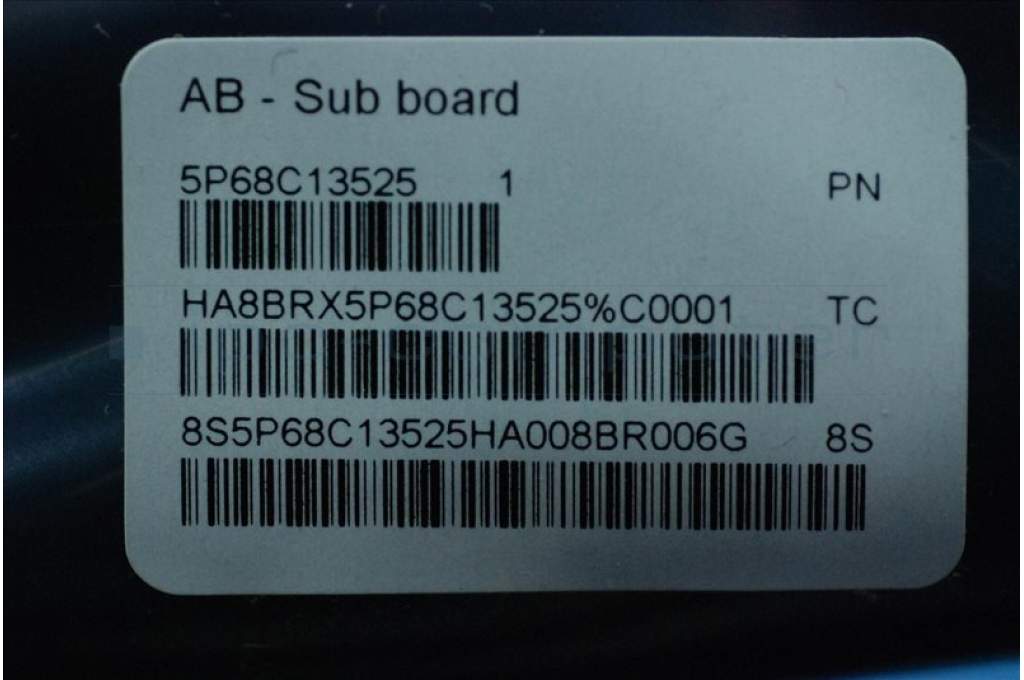 AB - Sub board
5P68C13525 1 PN
HA8BRX5P68C13525%C0001 TC
8S5P68C13525HA008BR006G 8S